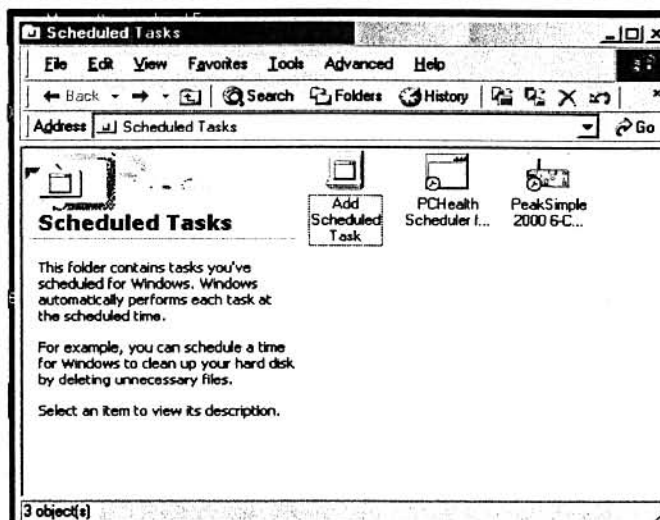 Scheduled Tasks
File Edit View Favorites Tools Advanced Help
Back Search Folders History
Address Scheduled Tasks Go
Scheduled Tasks
This folder contains tasks you've
scheduled for Windows. Windows
automatically performs each task at
the scheduled time.
For example, you can schedule a time
for Windows to clean up your hard disk
by deleting unnecessary files.
Select an item to view its description.
Add
Scheduled
Task
PCHealth
Scheduler f...
PeakSimple
2000 6-C...
3 object(s)